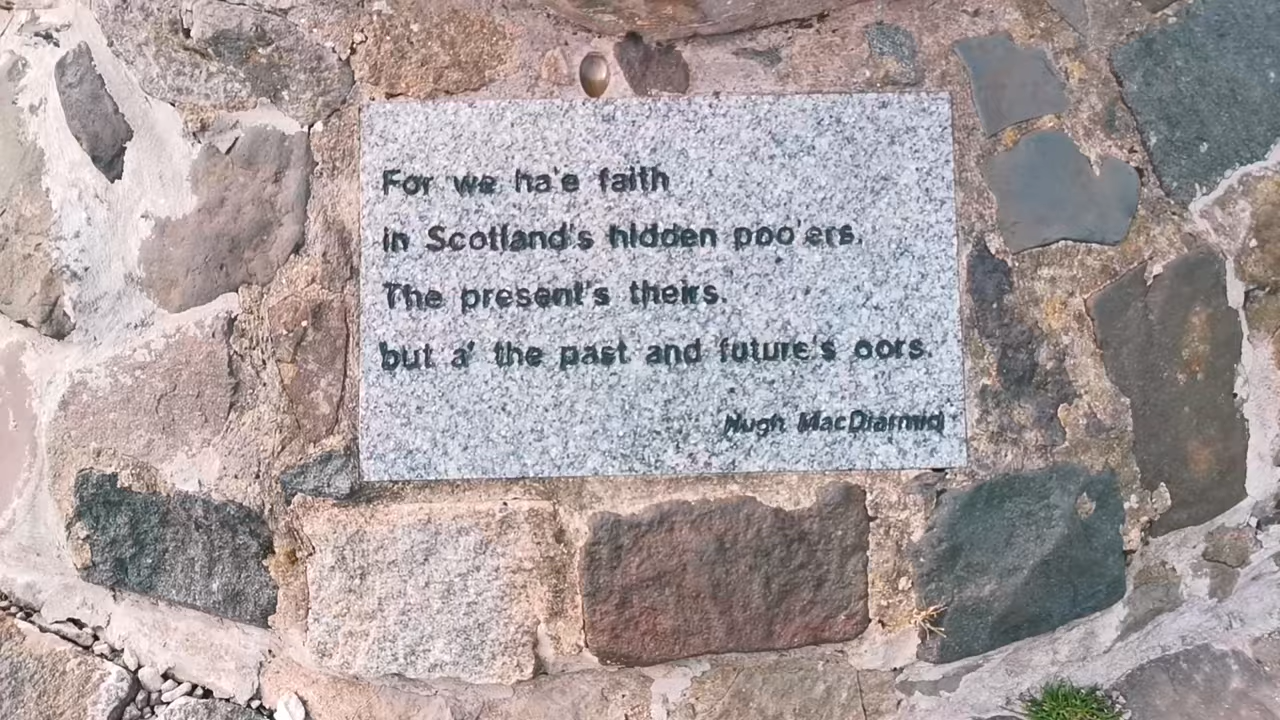 For we ha'e faith
in Scotland's hidden poo'ers.
The present's theirs.
but a' the past and future's oors.
Hugh MacDiarmid